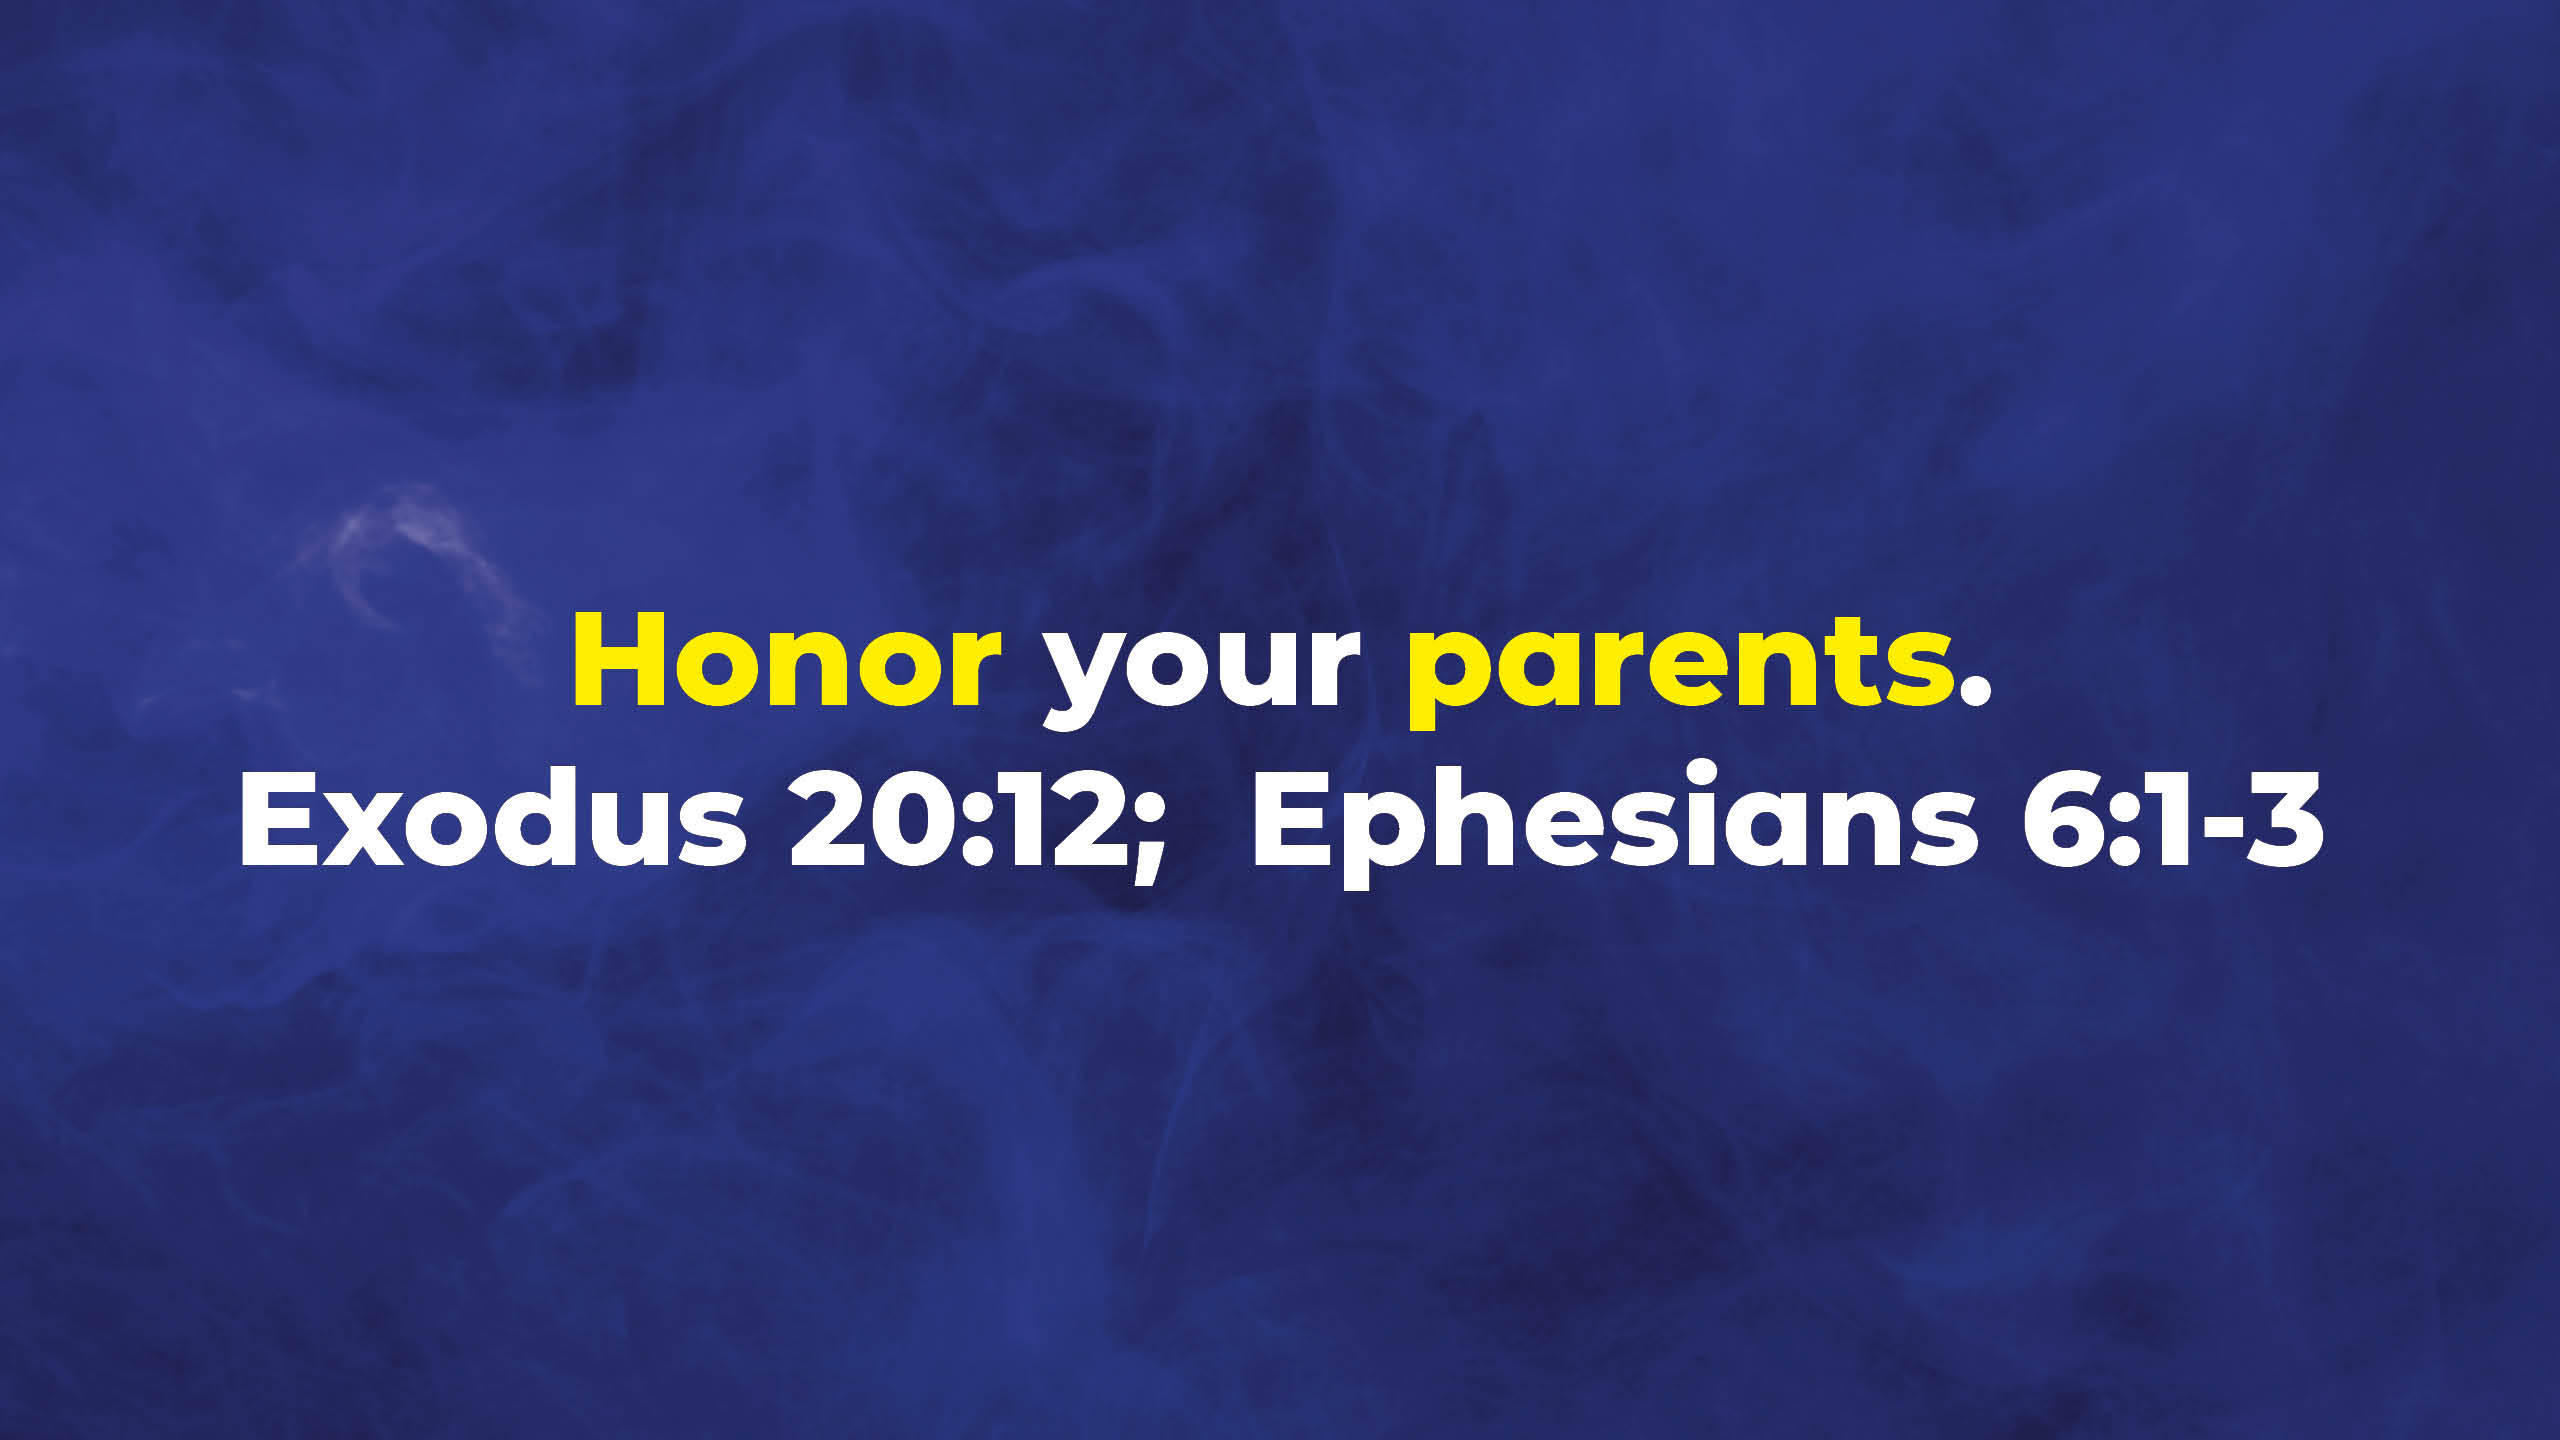 Honor your parents.
Exodus 20:12;  Ephesians 6:1-3